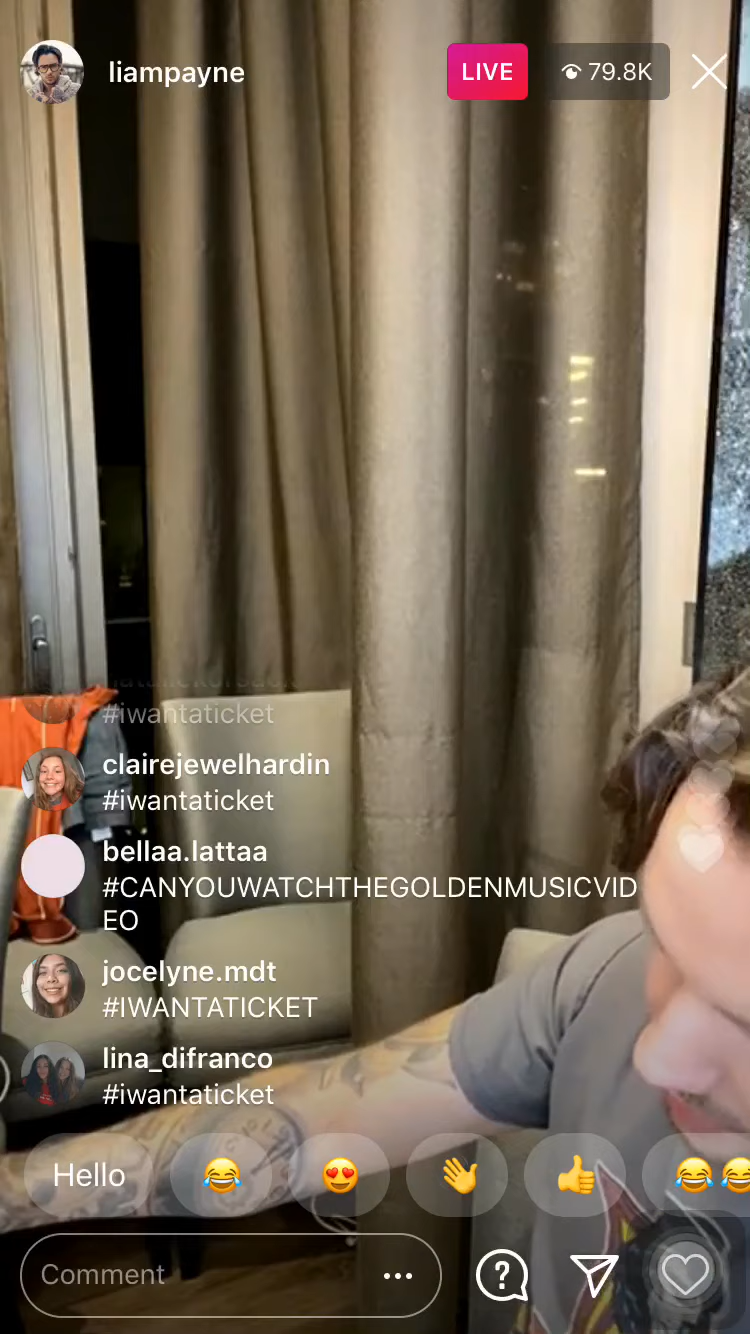 liampayne
LIVE
79.8K
#iwantaticket
clairejewelhardin
#iwantaticket
bellaa.lattaa
#CANYOUWATCHTHEGOLDENMUSICVID
EO
jocelyne.mdt
#IWANTATICKET
lina_difranco
#iwantaticket
Hello 😂 😍 👋 👍 😂😂
Comment